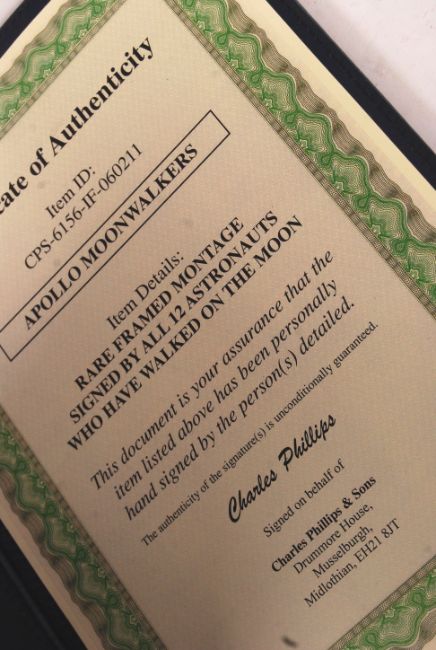 cate of Authenticity
Item ID:
CPS-6156-IF-060211
APOLLO MOONWALKERS
Item Details:
RARE FRAMED MONTAGE
SIGNED BY ALL 12 ASTRONAUTS
WHO HAVE WALKED ON THE MOON
This document is your assurance that the
item listed above has been personally
hand signed by the person(s) detailed.
The authenticity of the signature(s) is unconditionally guaranteed.
Charles Phillips
Signed on behalf of
Charles Phillips & Sons
Drummore House,
Musselburgh,
Midlothian, EH21 8JT